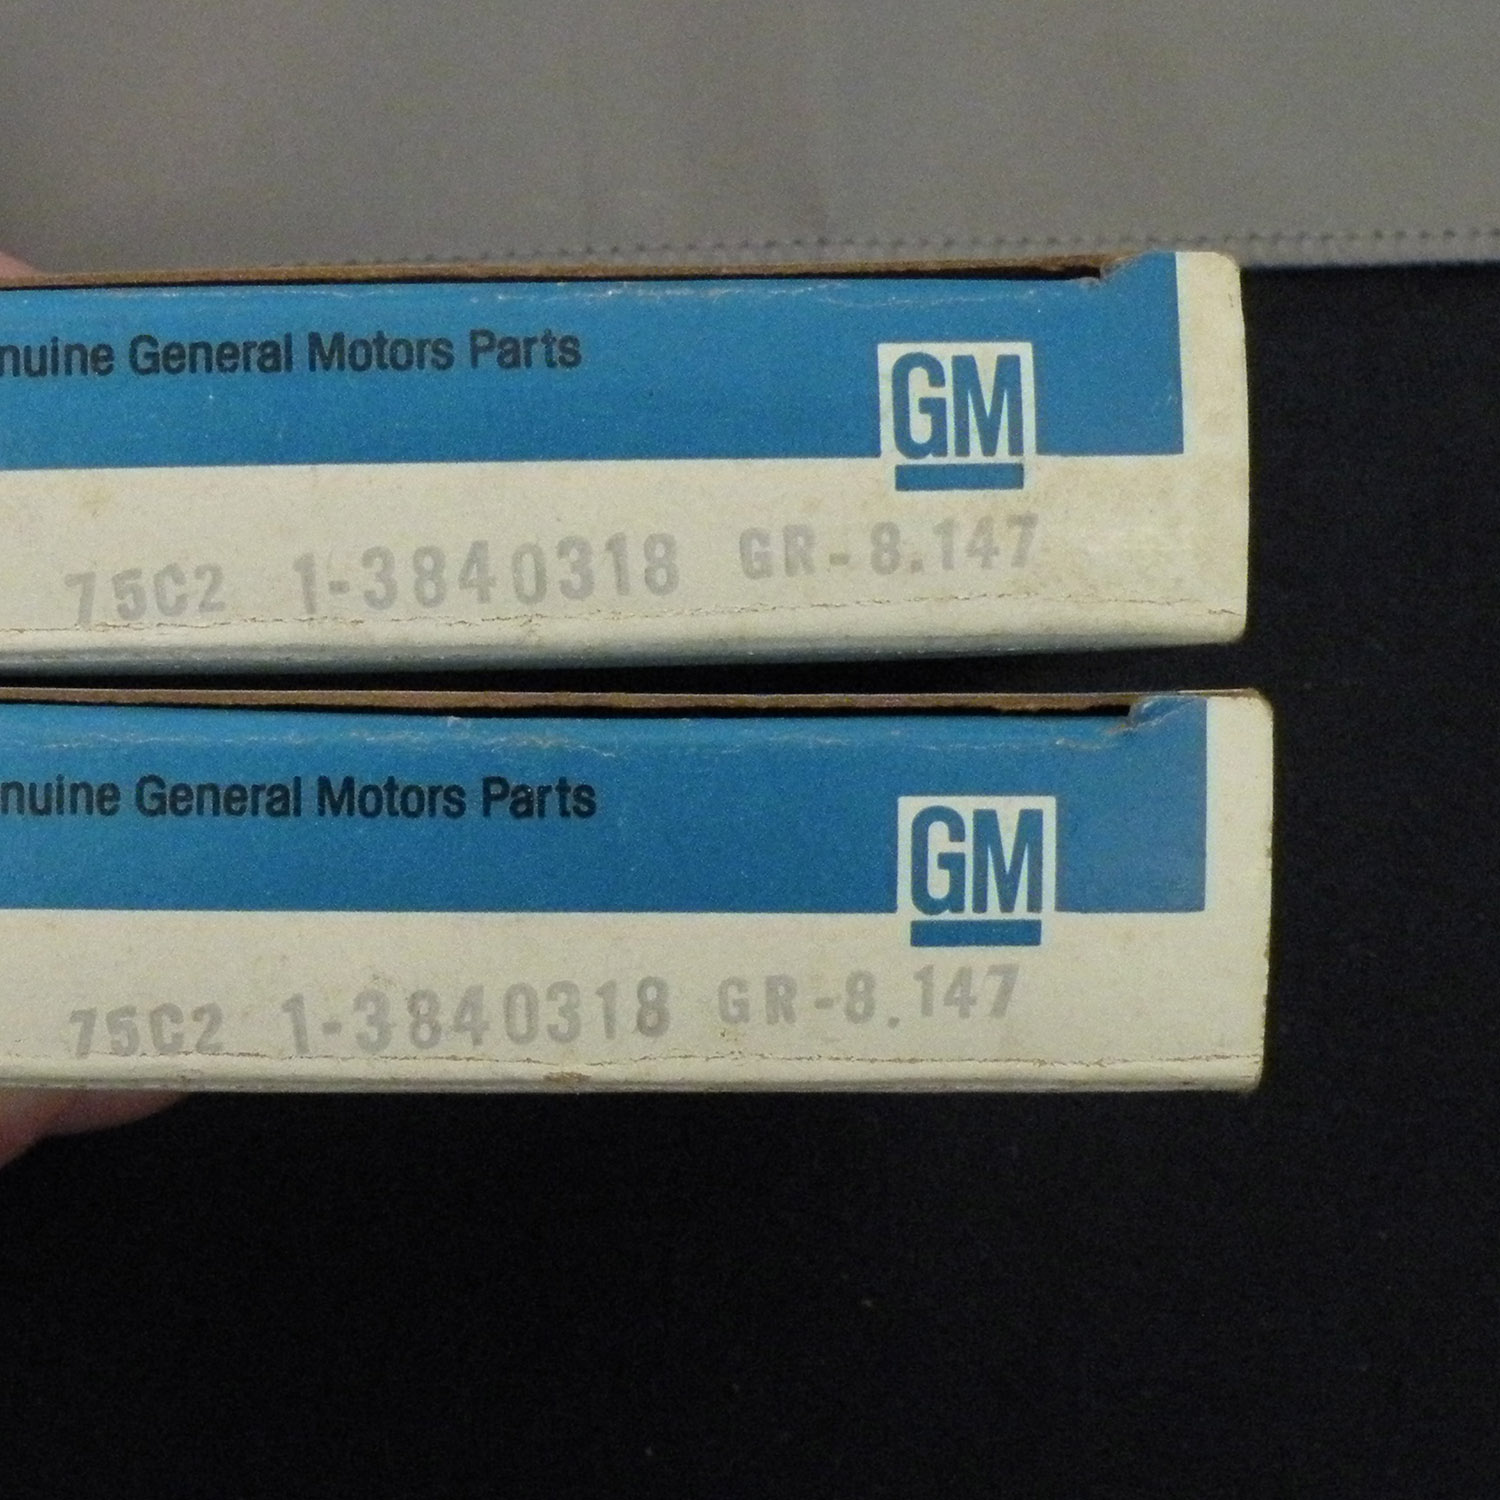 nuine General Motors Parts
GM
75C2 1-3840318 GR-8.147
nuine General Motors Parts
GM
75C2 1-3840318 GR-8.147